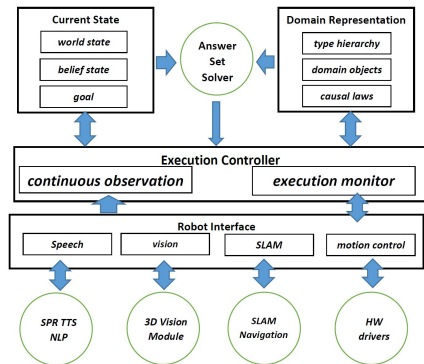 Current State
world state
belief state
goal
Answer
Set
Solver
Domain Representation
type hierarchy
domain objects
causal laws
Execution Controller
continuous observation
execution monitor
Robot Interface
Speech
vision
SLAM
motion control
SPR TTS
NLP
3D Vision
Module
SLAM
Navigation
HW
drivers